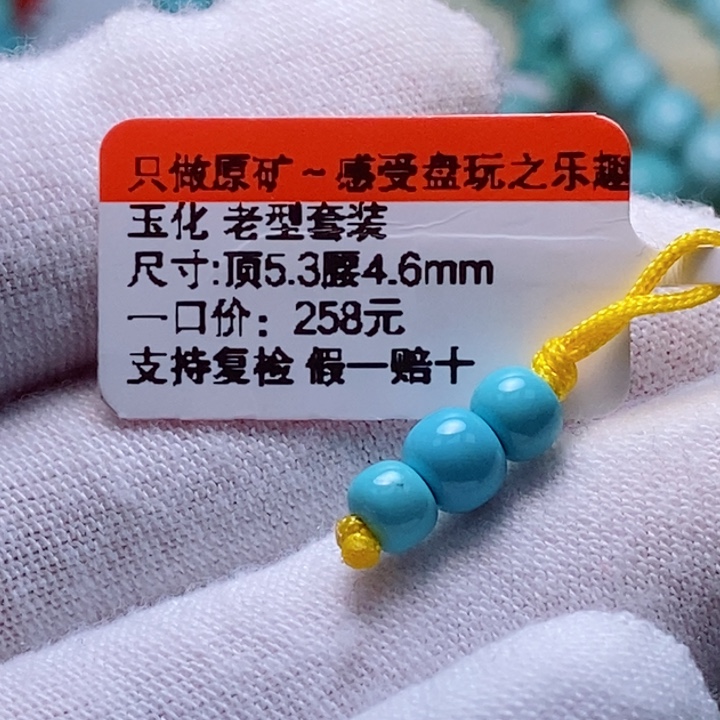 只做原矿~感受盘玩之乐趣
玉化 老型套装
尺寸:顶5.3腰4.6mm
一口价：258元
支持复检 假一赔十